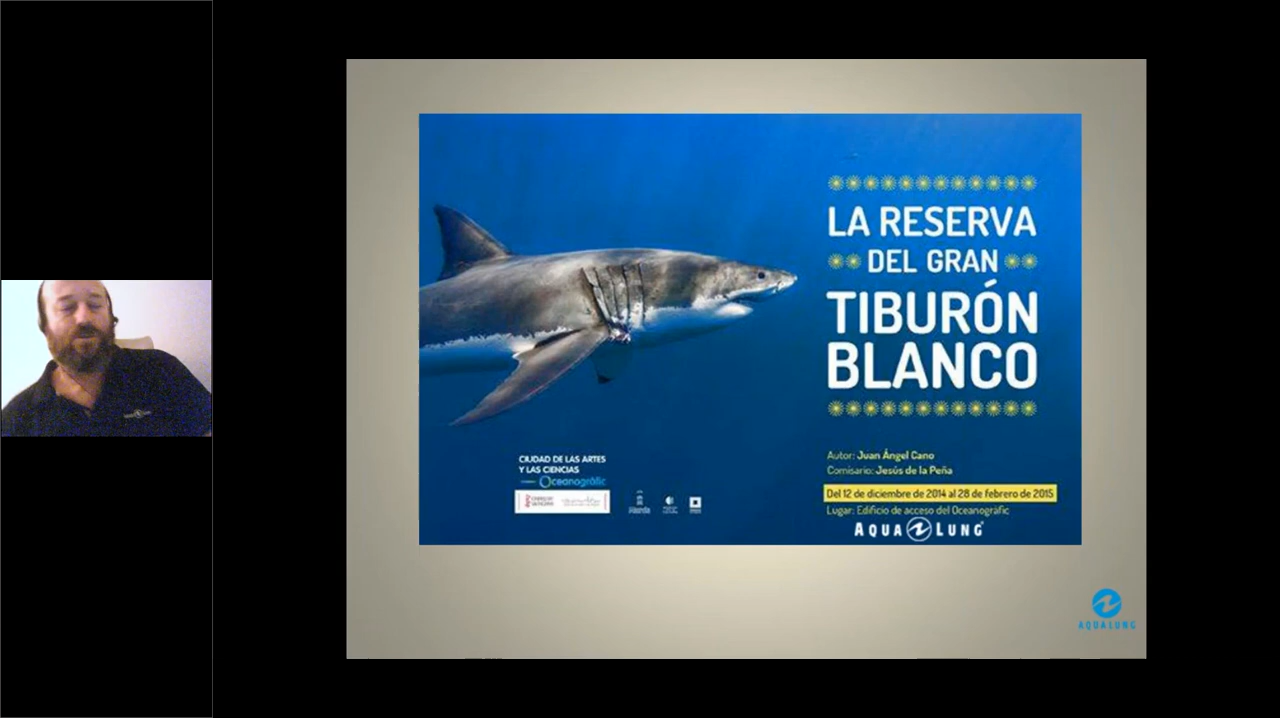 LA RESERVA
DEL GRAN
TIBURÓN
BLANCO
CIUDAD DE LAS ARTES
Y LAS CIENCIAS
Oceanogràfic
Autor: Juan Ángel Cano
Comisario: Jesús de la Peña
Del 12 de diciembre de 2014 al 28 de febrero de 2015
Lugar: Edificio de acceso del Oceanogràfic
AQUA LUNG
AQUALUNG